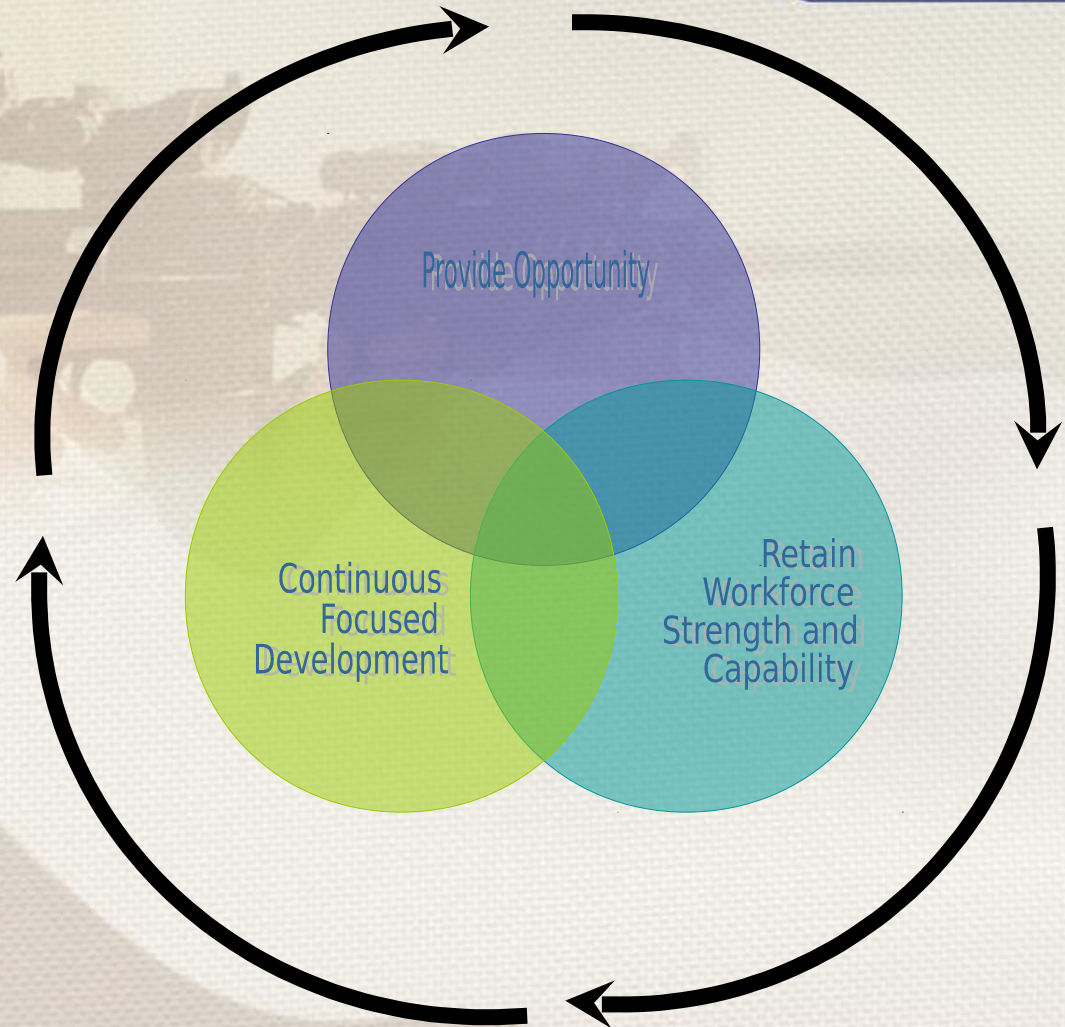 Provide Opportunity
Continuous
Focused
Development
Retain
Workforce
Strength and
Capability